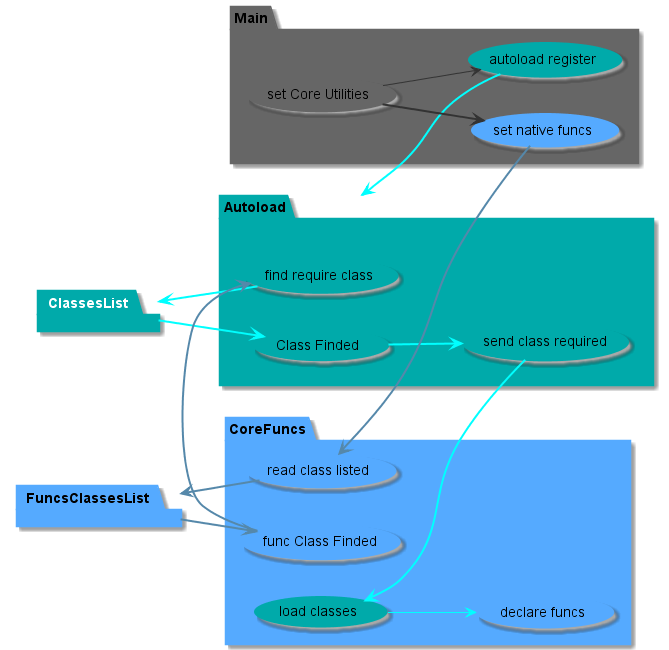 Main
autoload register
set Core Utilities
set native funcs
Autoload
find require class
ClassesList
Class Finded
send class required
CoreFuncs
read class listed
FuncsClassesList
func Class Finded
load classes
declare funcs